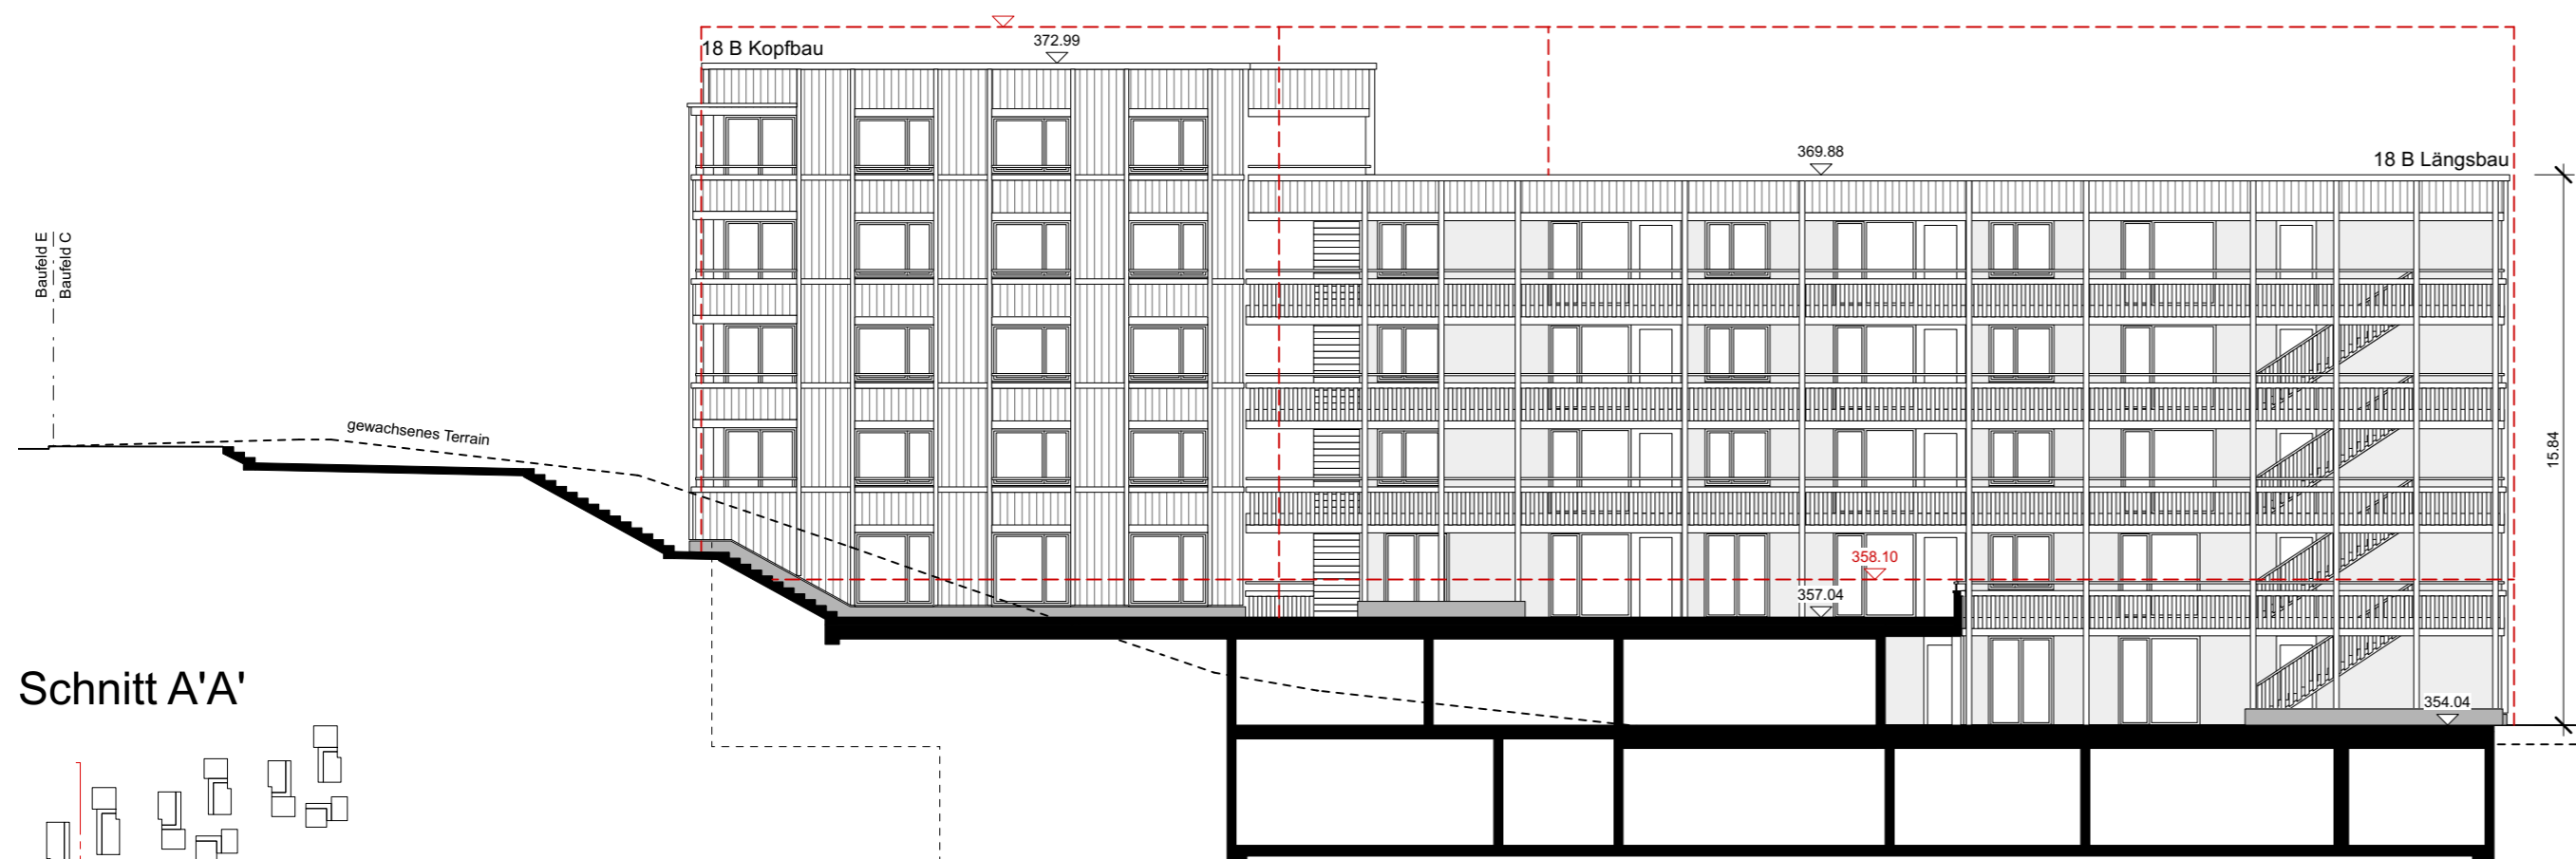 18 B Kopfbau
372.99
369.88
18 B Längsbau
Baufeld E
Baufeld C
gewachsenes Terrain
15.84
358.10
357.04
354.04
Schnitt A'A'